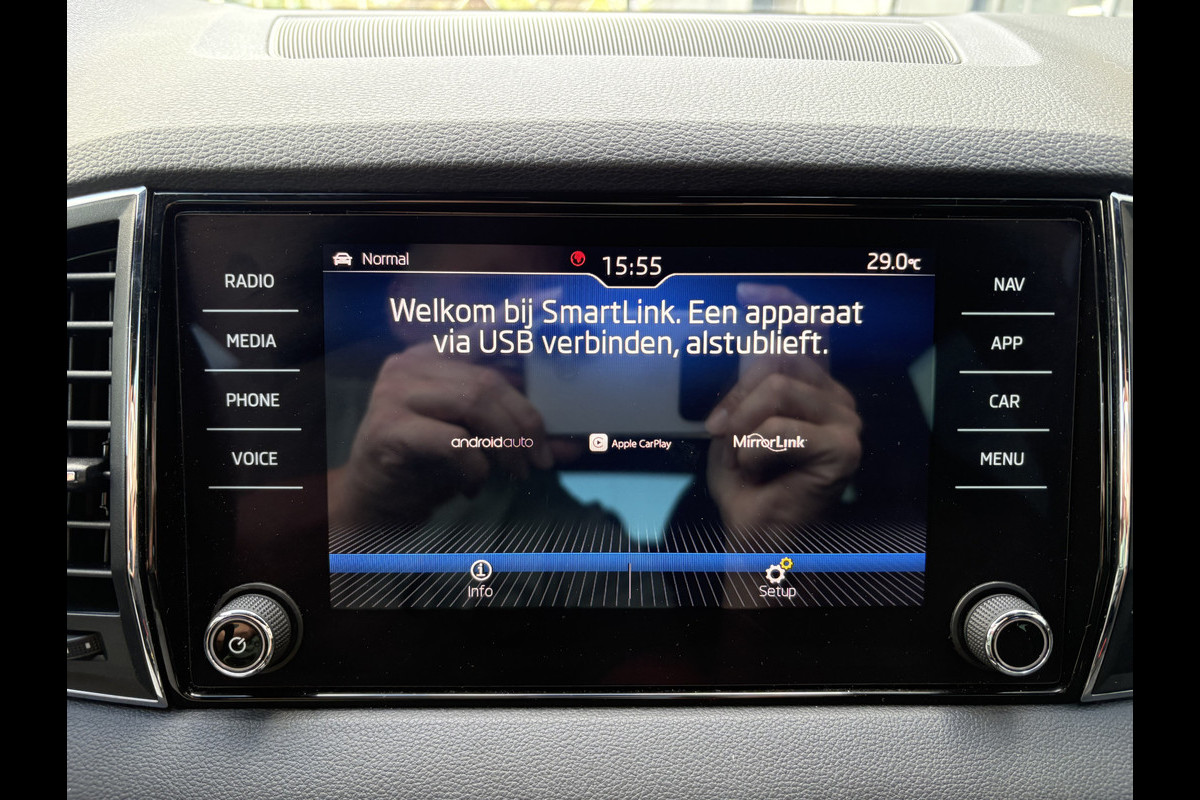 Normal
15:55
29.0°C
RADIO
MEDIA
PHONE
VOICE
Welkom bij SmartLink. Een apparaat
via USB verbinden, alstublieft.
androidauto
Apple CarPlay
MirrorLink
Info
Setup
NAV
APP
CAR
MENU